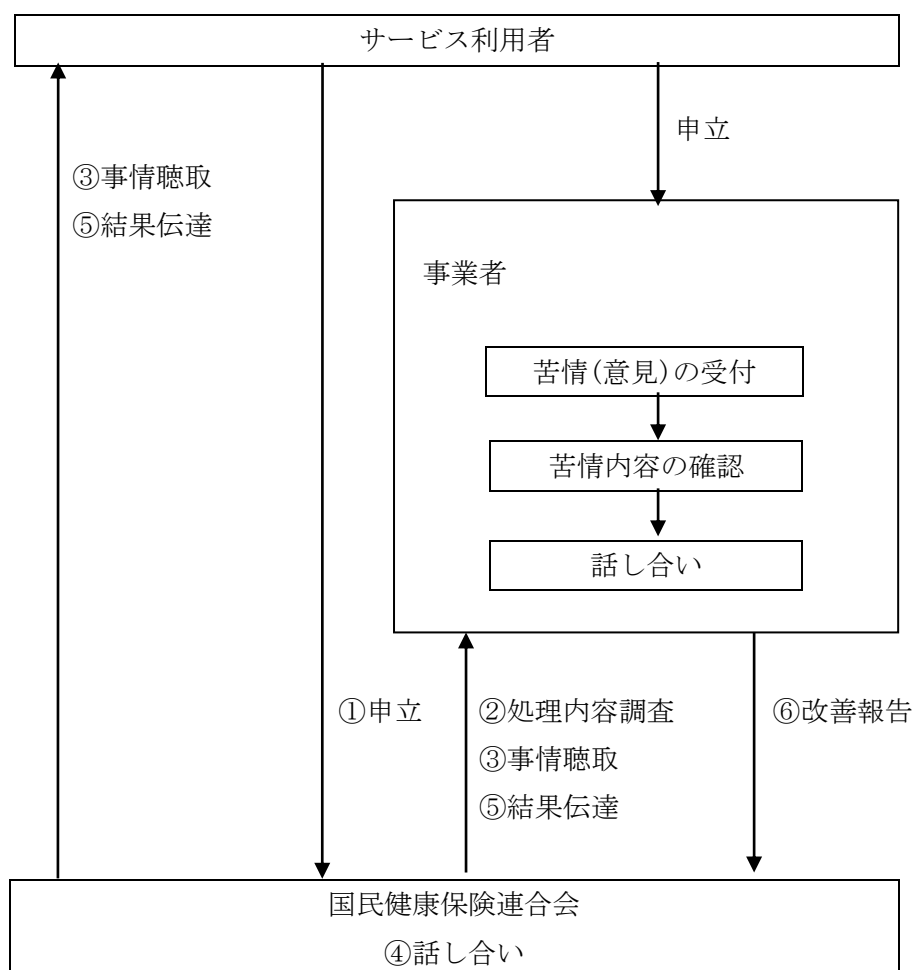 サービス利用者
申立
③事情聴取
⑤結果伝達
事業者
苦情(意見)の受付
苦情内容の確認
話し合い
①申立
②処理内容調査
③事情聴取
⑤結果伝達
⑥改善報告
国民健康保険連合会
④話し合い